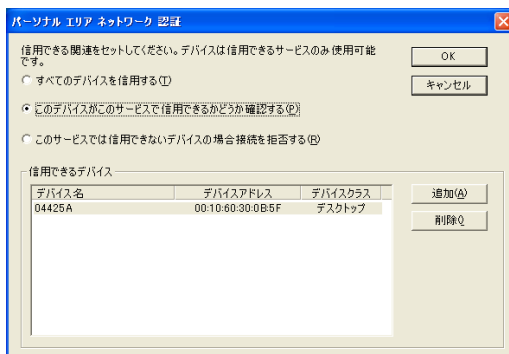 パーソナル エリア ネットワーク 認証
信用できる関連をセットしてください。デバイスは信用できるサービスのみ使用可能
です。
OK
キャンセル
すべてのデバイスを信用する(T)
このデバイスがこのサービスで信用できるかどうか確認する(P)
このサービスでは信用できないデバイスの場合接続を拒否する(R)
信用できるデバイス
デバイス名 デバイスアドレス デバイスクラス
04425A 00:10:60:30:0B:5F デスクトップ
追加(A)
削除Q